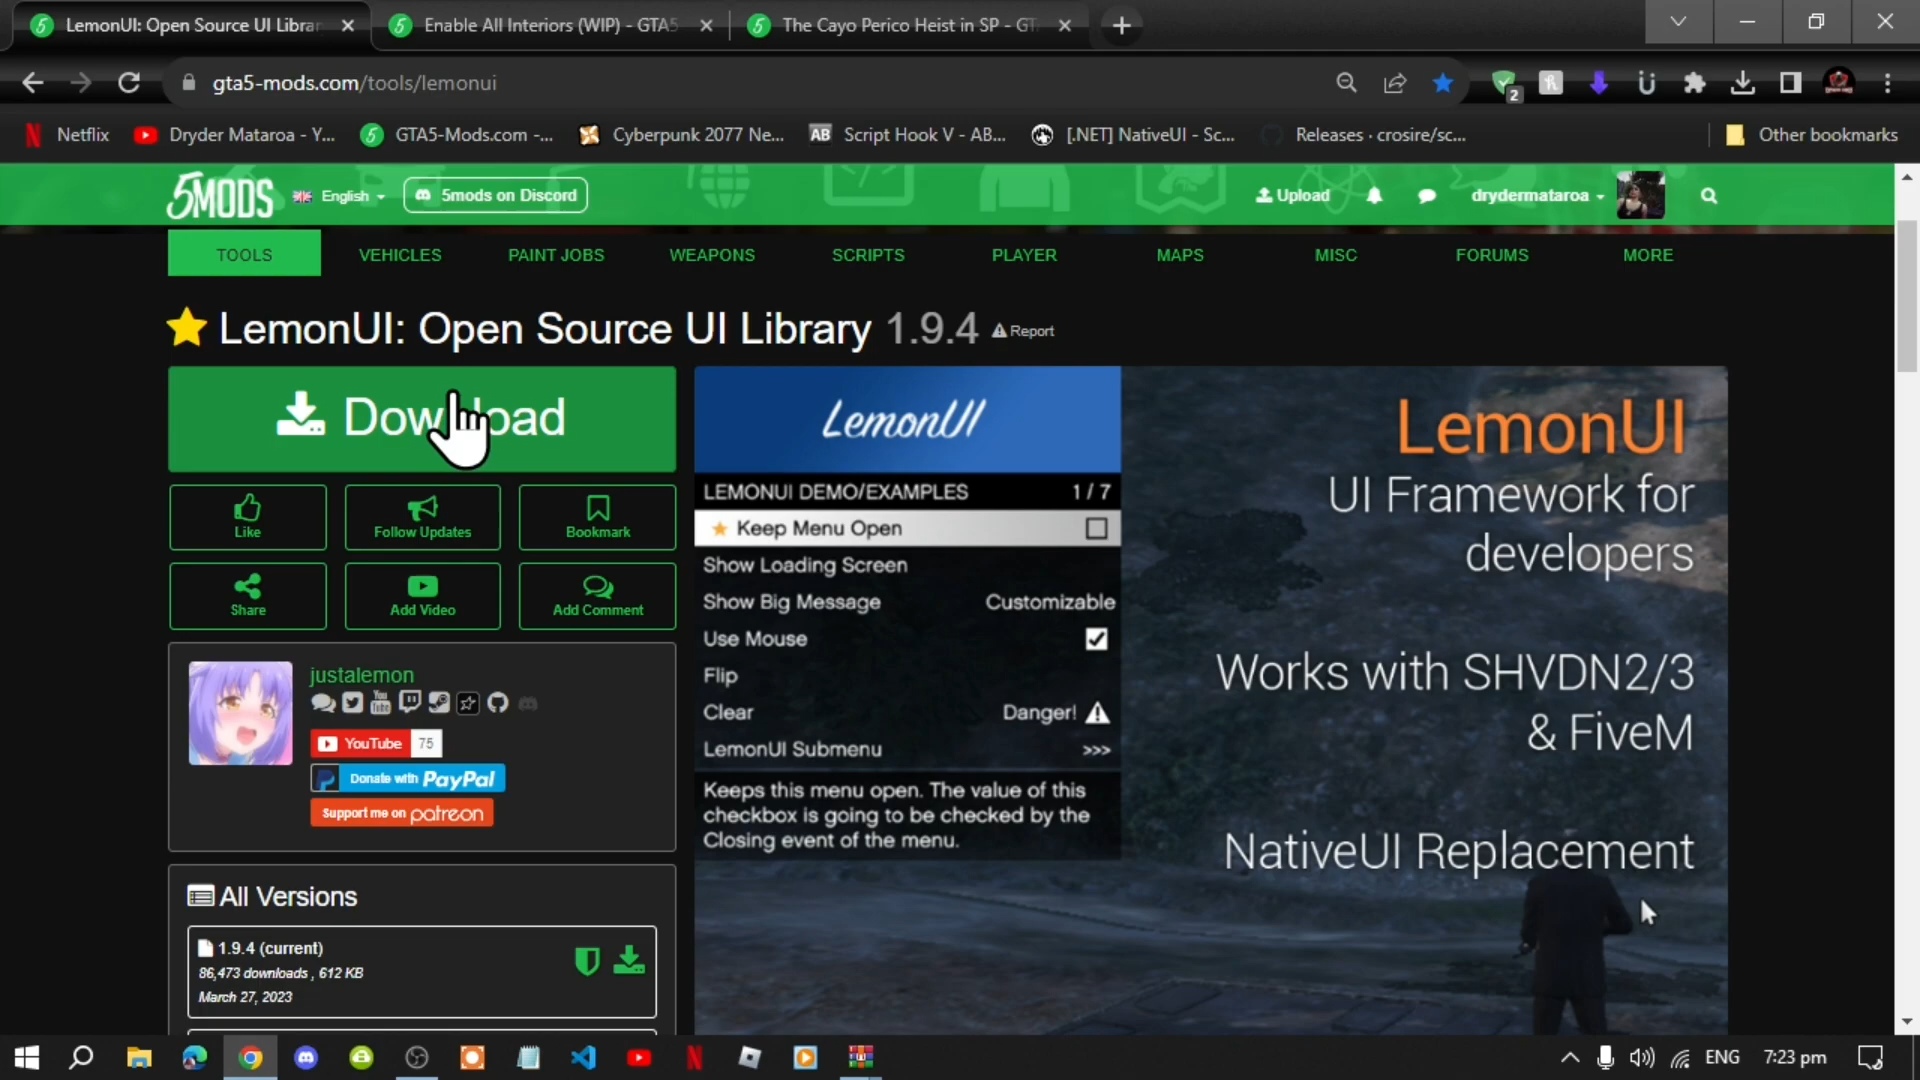 LemonUI: Open Source UI Libra
Enable All Interiors (WIP) - GTA5
The Cayo Perico Heist in SP - GT
gta5-mods.com/tools/lemonui
2
Netflix
Dryder Mataroa - Y...
GTA5-Mods.com -...
Cyberpunk 2077 Ne...
AB
Script Hook V - AB...
[.NET] NativeUI - Sc...
Releases · crosire/sc...
Other bookmarks
5MODS
English
5mods on Discord
Upload
drydermataroa
TOOLS
VEHICLES
PAINT JOBS
WEAPONS
SCRIPTS
PLAYER
MAPS
MISC
FORUMS
MORE
LemonUI: Open Source UI Library 1.9.4
Report
Download
Like
Follow Updates
Bookmark
Share
Add Video
Add Comment
justalemon
YouTube 75
Donate with PayPal
Support me on patreon
All Versions
1.9.4 (current)
86,473 downloads , 612 KB
March 27, 2023
LemonUI
LEMONUI DEMO/EXAMPLES 1 / 7
Keep Menu Open
Show Loading Screen
Show Big Message Customizable
Use Mouse
Flip
Clear Danger!
LemonUI Submenu >>>
Keeps this menu open. The value of this
checkbox is going to be checked by the
Closing event of the menu.
LemonUI
UI Framework for
developers
Works with SHVDN2/3
& FiveM
NativeUI Replacement
ENG
7:23 pm